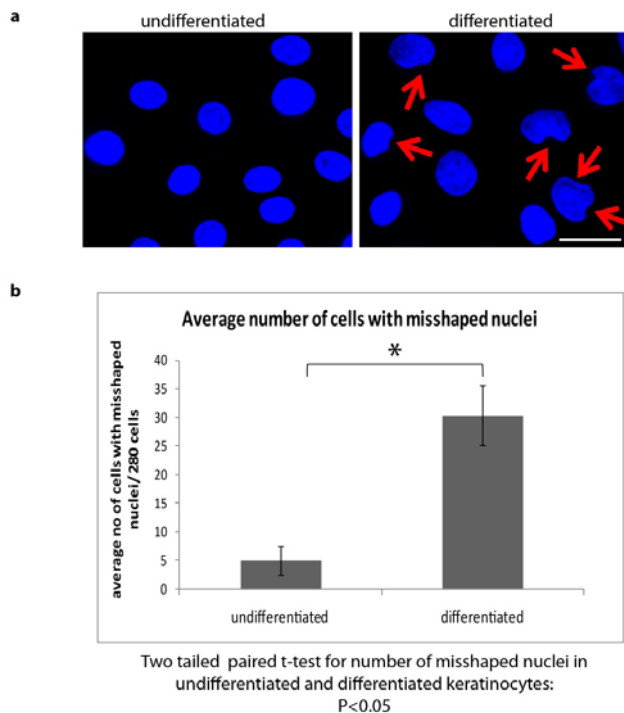 a
undifferentiated
differentiated
b
Average number of cells with misshaped nuclei
*
average no of cells with misshaped
nuclei/280 cells
40
35
30
25
20
15
10
5
0
undifferentiated
differentiated
Two tailed paired t-test for number of misshaped nuclei in
undifferentiated and differentiated keratinocytes:
P<0.05